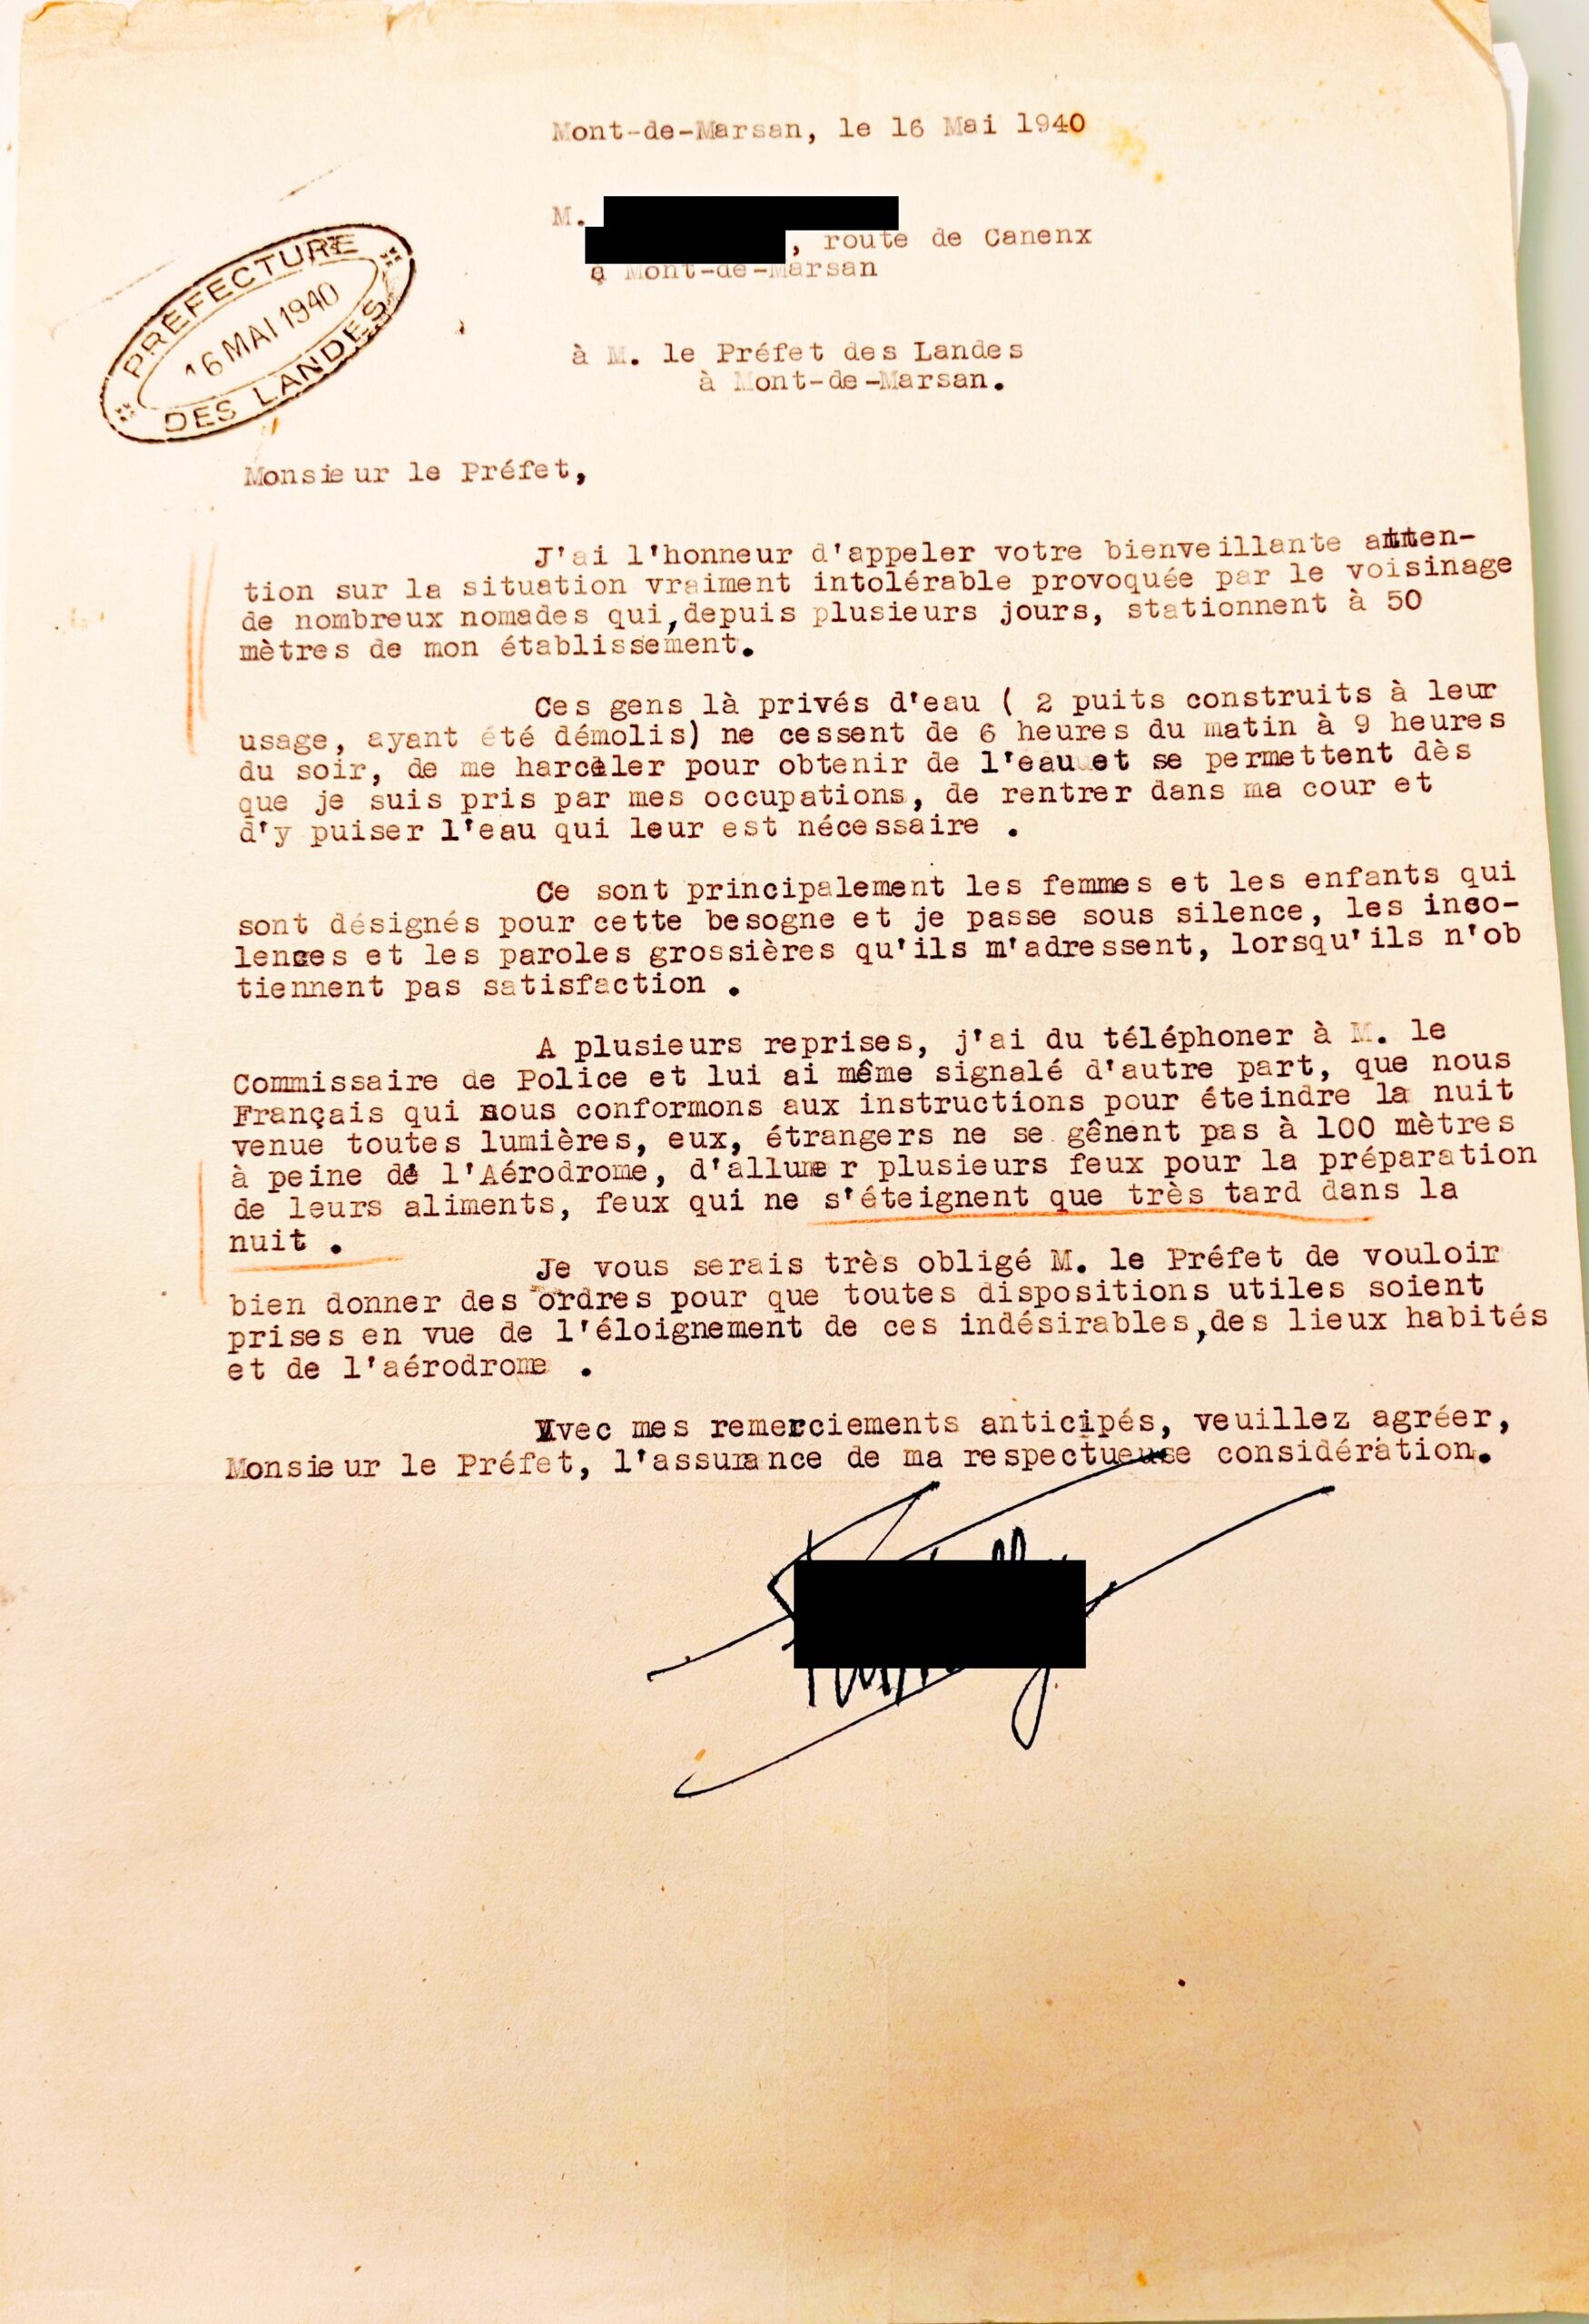 Mont-de-Marsan, le 16 Mai 1940
M.
, route de Canenx
à Mont-de-Marsan
PRÉFECTURE
16 MAI 1940
DES LANDES
à M. le Préfet des Landes
à Mont-de-Marsan.
Monsieur le Préfet,
J'ai l'honneur d'appeler votre bienveillante atten-
tion sur la situation vraiment intolérable provoquée par le voisinage
de nombreux nomades qui,depuis plusieurs jours, stationnent à 50
mètres de mon établissement.
Ces gens là privés d'eau ( 2 puits construits à leur
usage, ayant été démolis) ne cessent de 6 heures du matin à 9 heures
du soir, de me harceler pour obtenir de l'eau et se permettent dès
que je suis pris par mes occupations, de rentrer dans ma cour et
d'y puiser l'eau qui leur est nécessaire .
Ce sont principalement les femmes et les enfants qui
sont désignés pour cette besogne et je passe sous silence, les inso-
lences et les paroles grossières qu'ils m'adressent, lorsqu'ils n'ob
tiennent pas satisfaction .
A plusieurs reprises, j'ai du téléphoner à M. le
Commissaire de Police et lui ai même signalé d'autre part, que nous
Français qui nous conformons aux instructions pour éteindre la nuit
venue toutes lumières, eux, étrangers ne se gênent pas à 100 mètres
à peine de l'Aérodrome, d'allumer plusieurs feux pour la préparation
de leurs aliments, feux qui ne s'éteignent que très tard dans la
nuit .
Je vous serais très obligé M. le Préfet de vouloir
bien donner des ordres pour que toutes dispositions utiles soient
prises en vue de l'éloignement de ces indésirables,des lieux habités
et de l'aérodrome .
Avec mes remerciements anticipés, veuillez agréer,
Monsieur le Préfet, l'assurance de ma respectueuse considération.